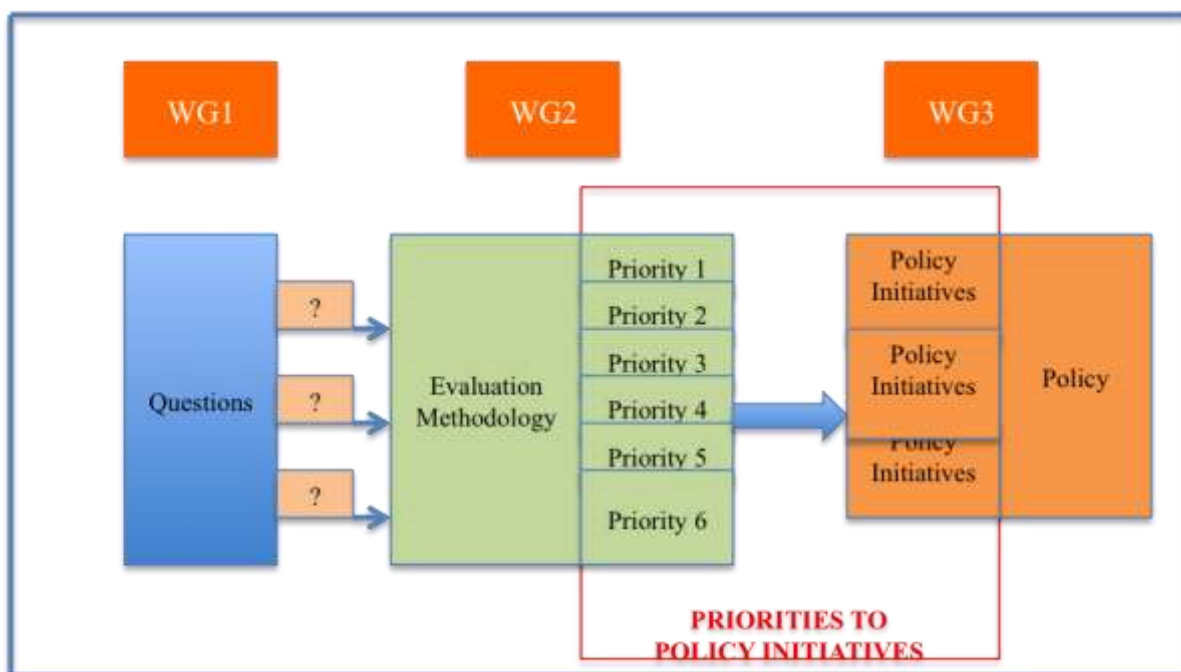 WG1
WG2
WG3
Questions
?
?
?
Evaluation
Methodology
Priority 1
Priority 2
Priority 3
Priority 4
Priority 5
Priority 6
Policy
Initiatives
Policy
Initiatives
Policy
Initiatives
Policy
PRIORITIES TO
POLICY INITIATIVES